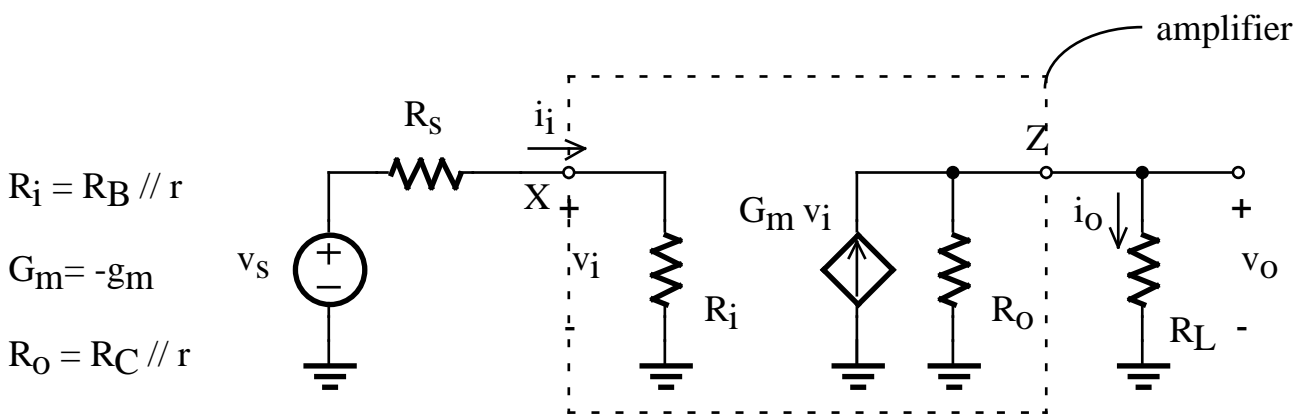 amplifier
Rs
ii
Z
Ri = RB // r
X
+
Gm vi
io
+
Gm= -gm
vs
+
−
vi
Ri
Ro
RL
vo
-
-
Ro = RC // r